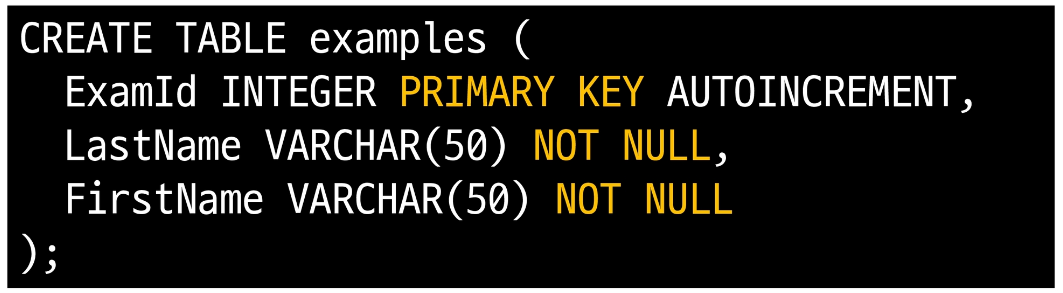 CREATE TABLE examples (
  ExamId INTEGER PRIMARY KEY AUTOINCREMENT,
  LastName VARCHAR(50) NOT NULL,
  FirstName VARCHAR(50) NOT NULL
);